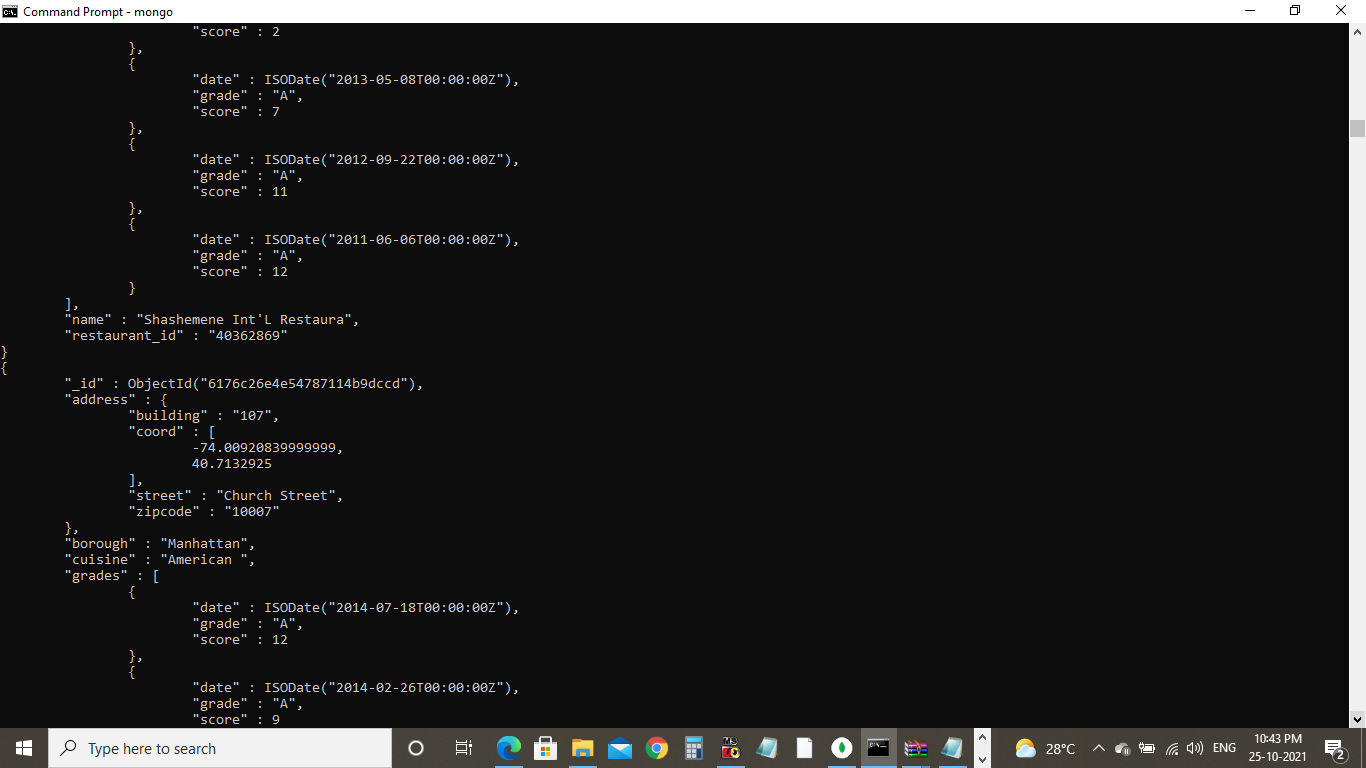 Command Prompt - mongo
"score" : 2
},
{
"date" : ISODate("2013-05-08T00:00:00Z"),
"grade" : "A",
"score" : 7
},
{
"date" : ISODate("2012-09-22T00:00:00Z"),
"grade" : "A",
"score" : 11
},
{
"date" : ISODate("2011-06-06T00:00:00Z"),
"grade" : "A",
"score" : 12
}
],
"name" : "Shashemene Int'L Restaura",
"restaurant_id" : "40362869"
}
{
"_id" : ObjectId("6176c26e4e54787114b9dccd"),
"address" : {
"building" : "107",
"coord" : [
-74.00920839999999,
40.7132925
],
"street" : "Church Street",
"zipcode" : "10007"
},
"borough" : "Manhattan",
"cuisine" : "American ",
"grades" : [
{
"date" : ISODate("2014-07-18T00:00:00Z"),
"grade" : "A",
"score" : 12
},
{
"date" : ISODate("2014-02-26T00:00:00Z"),
"grade" : "A",
"score" : 9
Type here to search
28°C
ENG
10:43 PM
25-10-2021
2